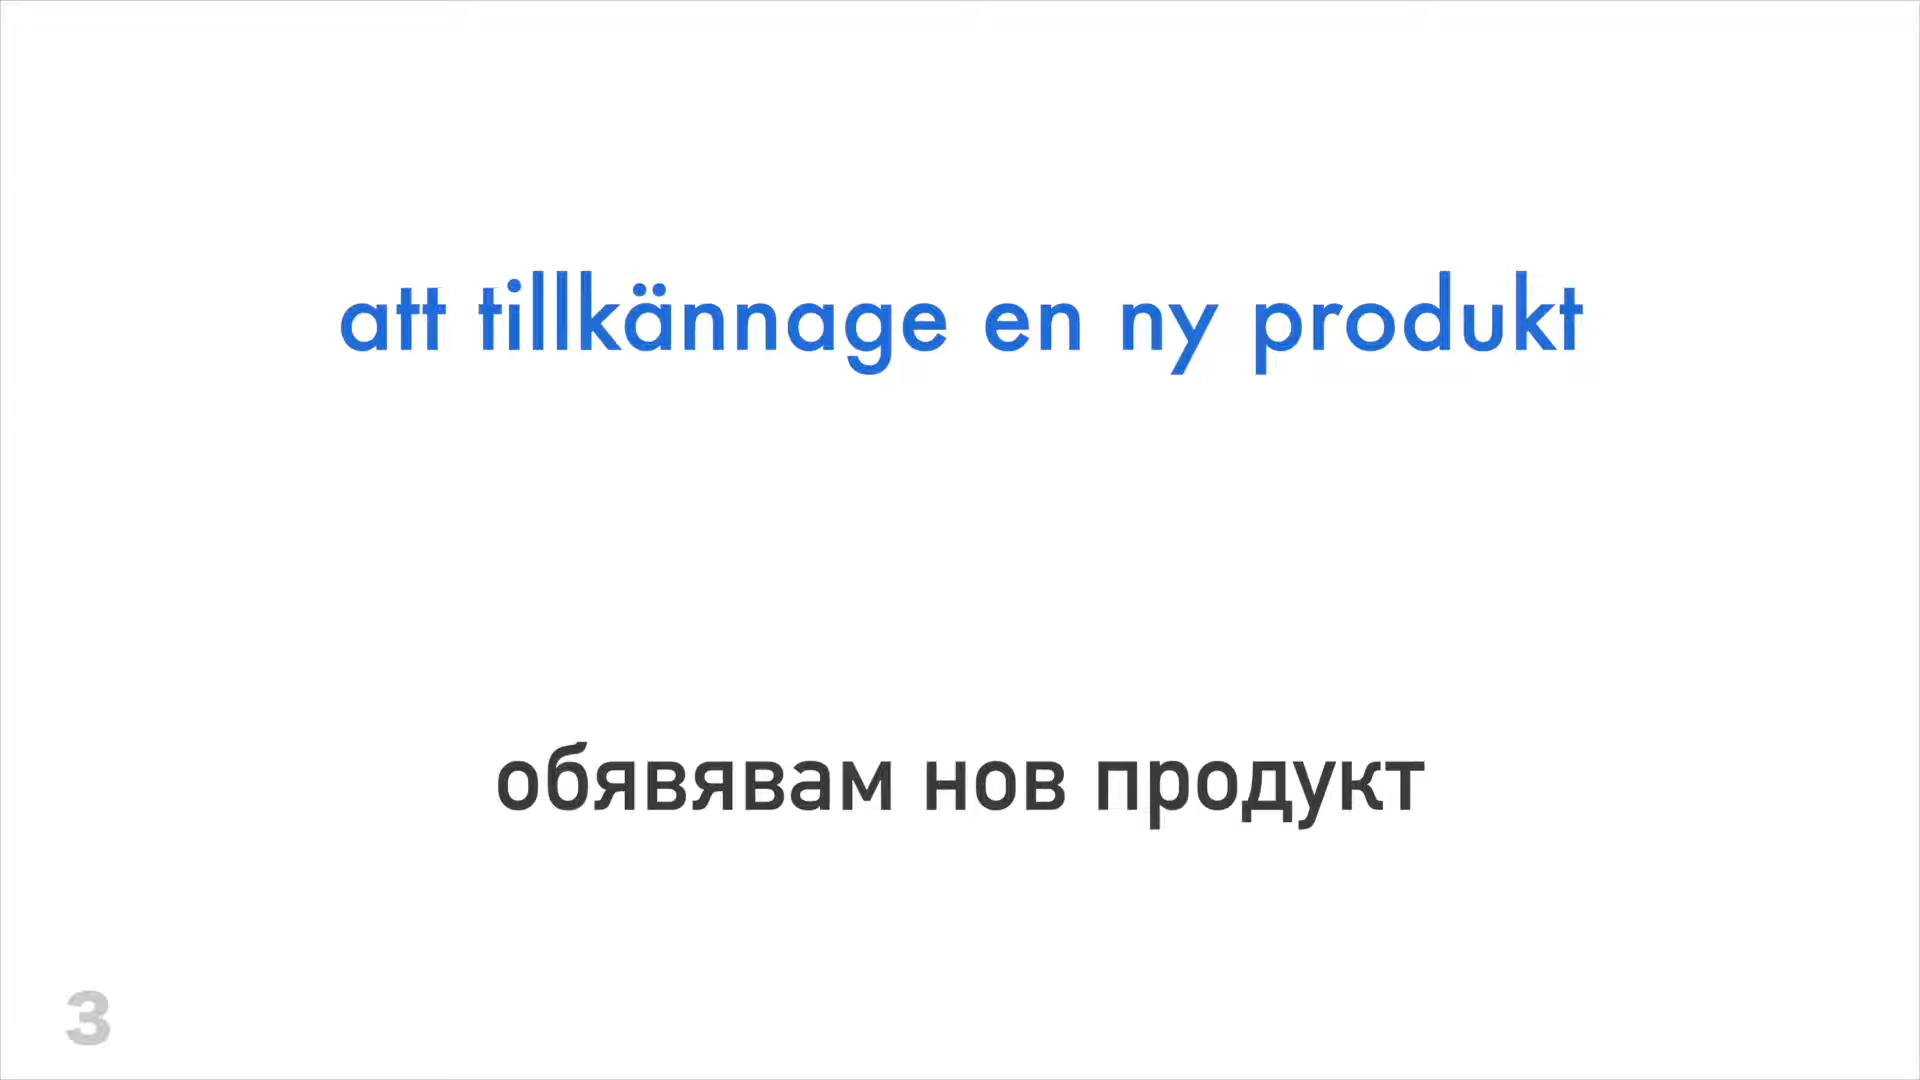 att tillkännage en ny produkt
обявявам нов продукт
3